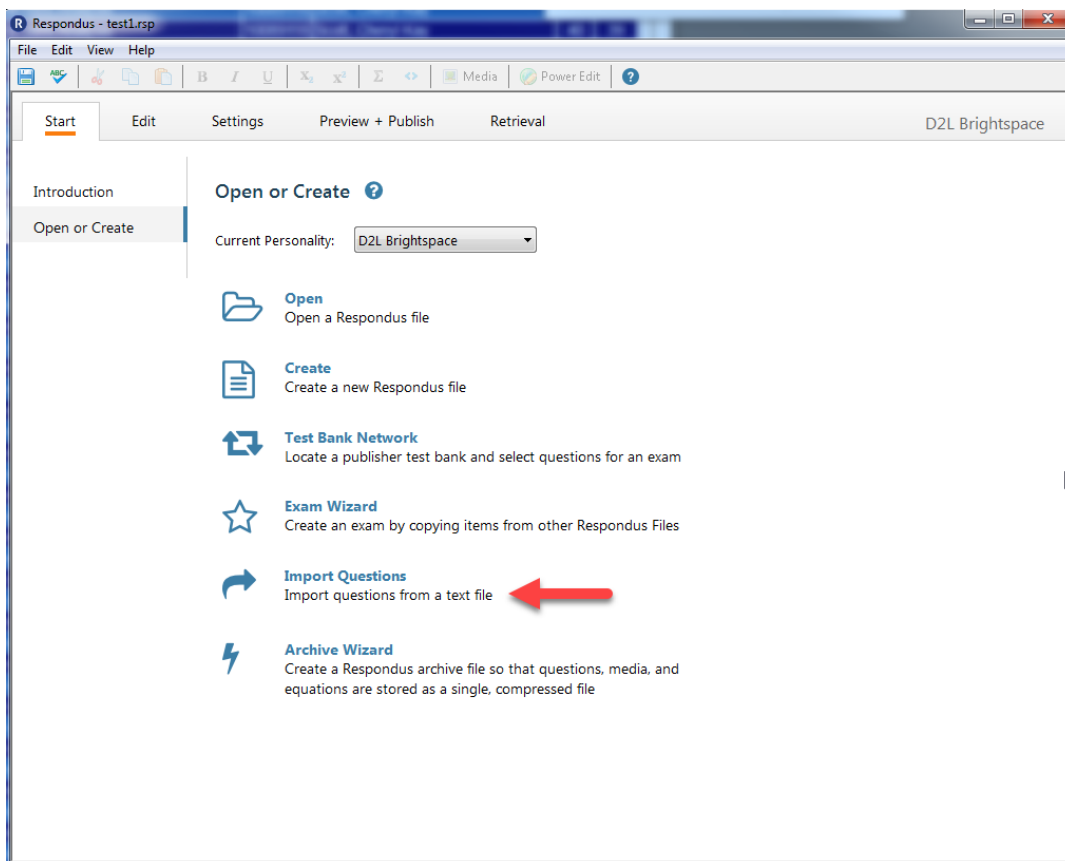 Respondus - test1.rsp
File Edit View Help
ABC B I U X₁ x² Σ <> Media Power Edit ?
Start Edit Settings Preview + Publish Retrieval D2L Brightspace
Introduction
Open or Create
Open or Create ?
Current Personality: D2L Brightspace
Open
Open a Respondus file
Create
Create a new Respondus file
Test Bank Network
Locate a publisher test bank and select questions for an exam
Exam Wizard
Create an exam by copying items from other Respondus Files
Import Questions
Import questions from a text file
Archive Wizard
Create a Respondus archive file so that questions, media, and
equations are stored as a single, compressed file